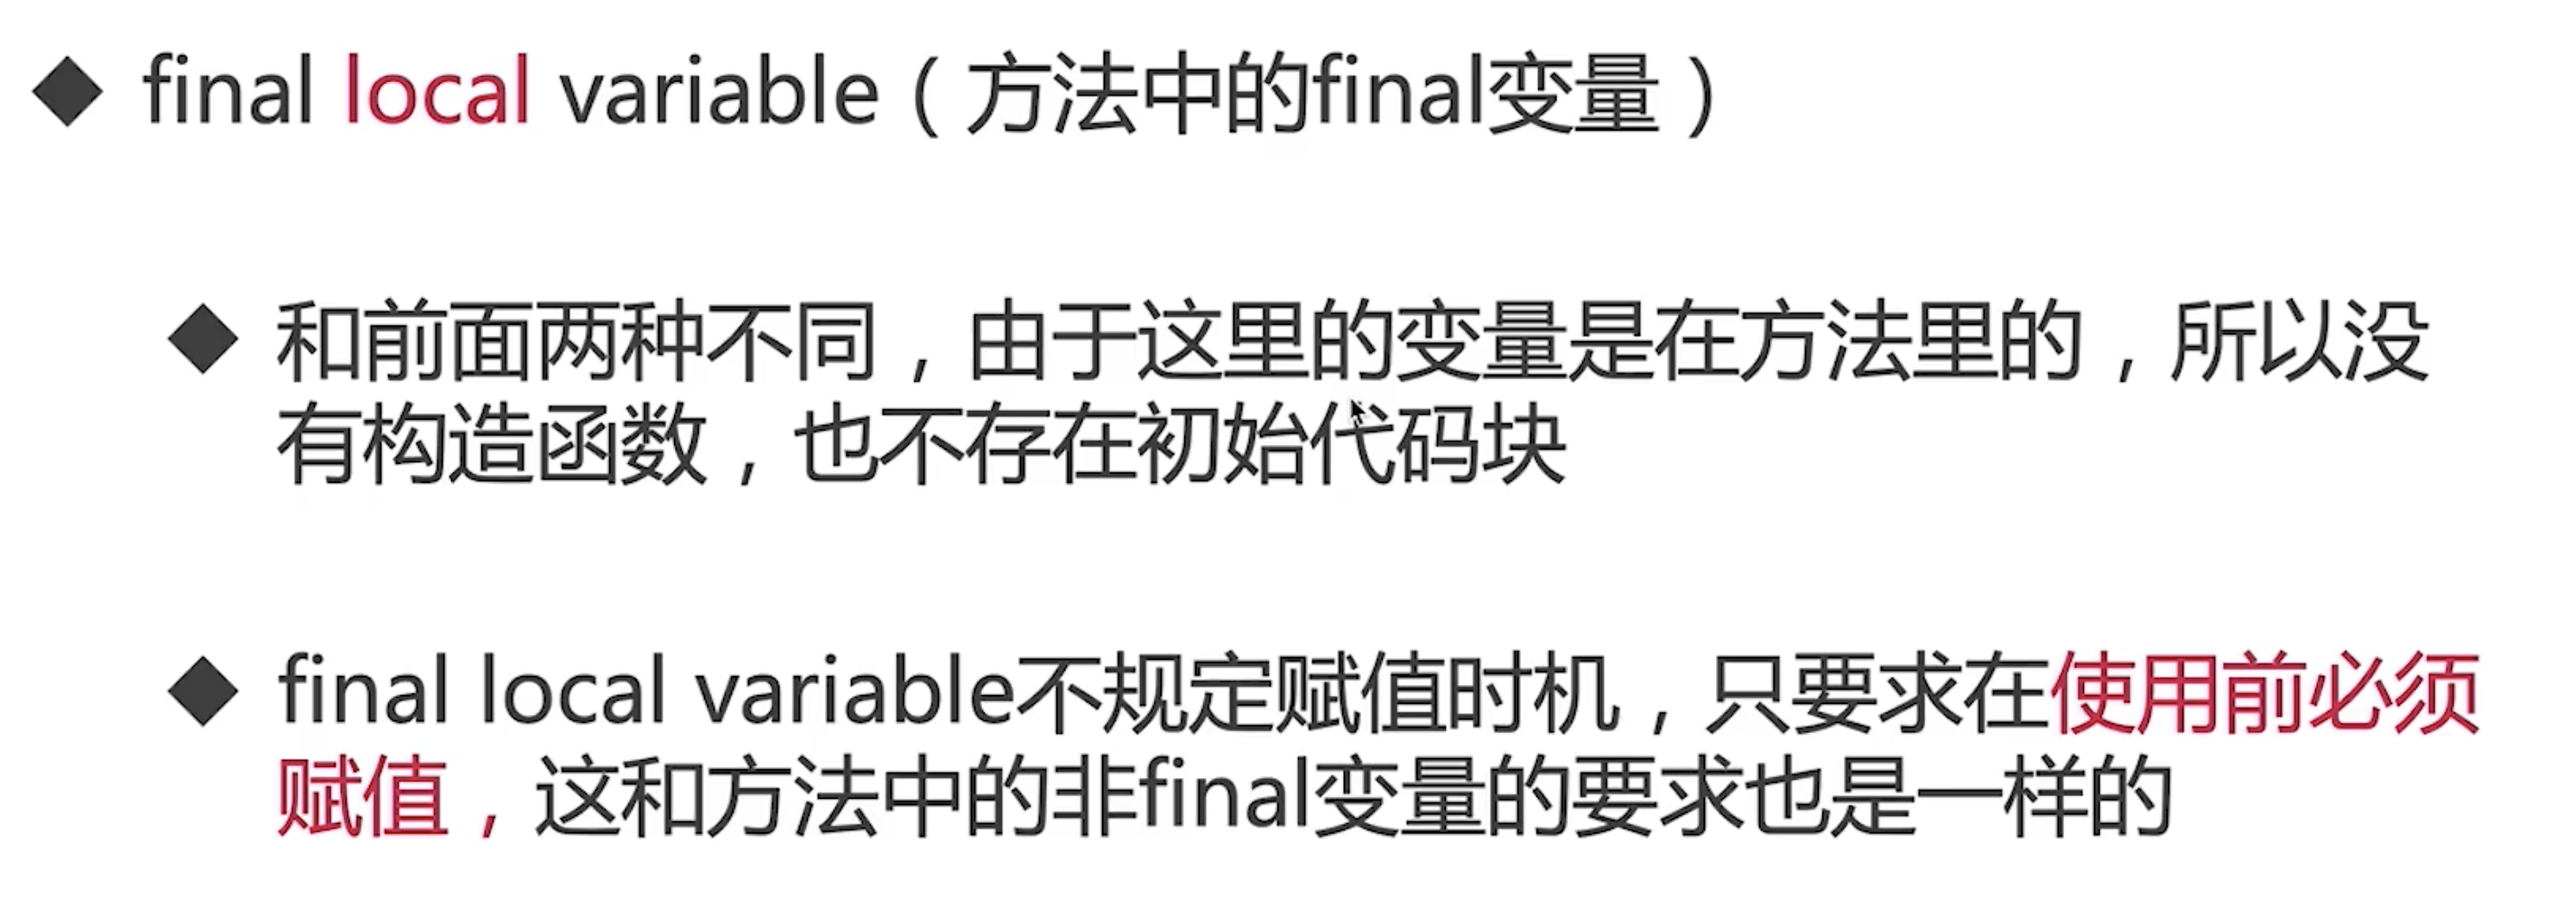 ◆ final local variable（方法中的final变量）
◆ 和前面两种不同，由于这里的变量是在方法里的，所以没
有构造函数，也不存在初始代码块
◆ final local variable不规定赋值时机，只要求在使用前必须
赋值，这和方法中的非final变量的要求也是一样的